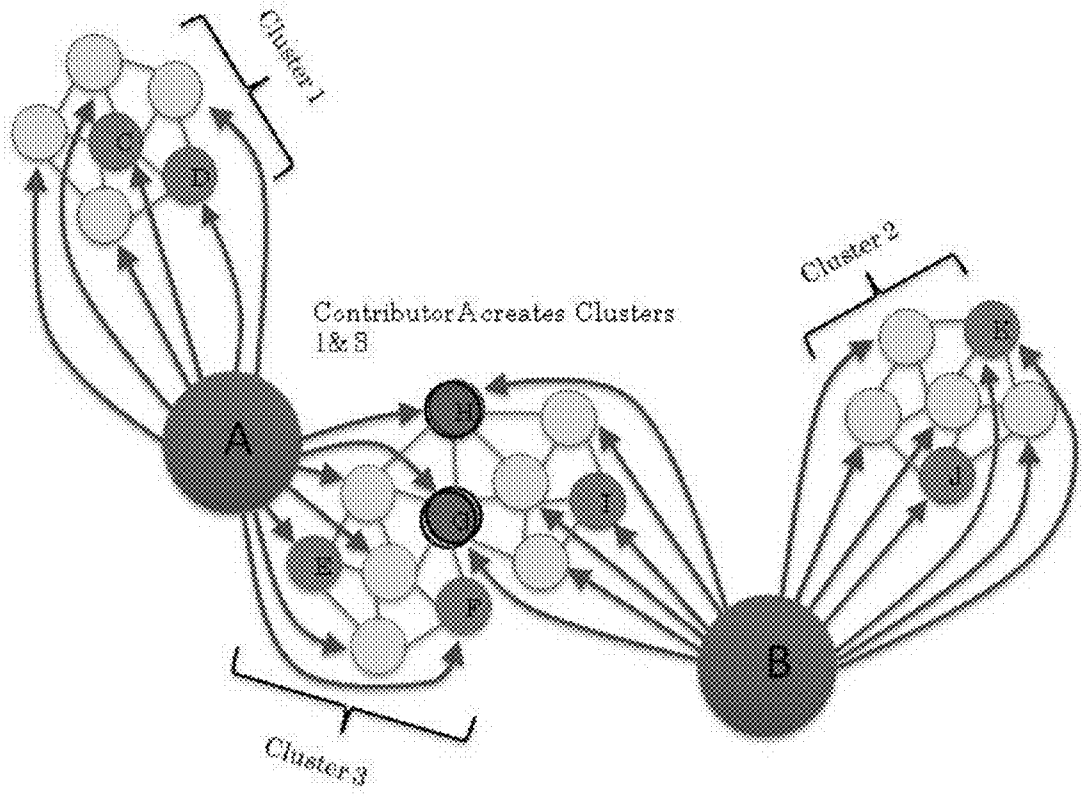 Cluster 1
C
D
Cluster 2
Contributor A creates Clusters
1& 3
A
H
G
I
E
F
J
B
Cluster 3